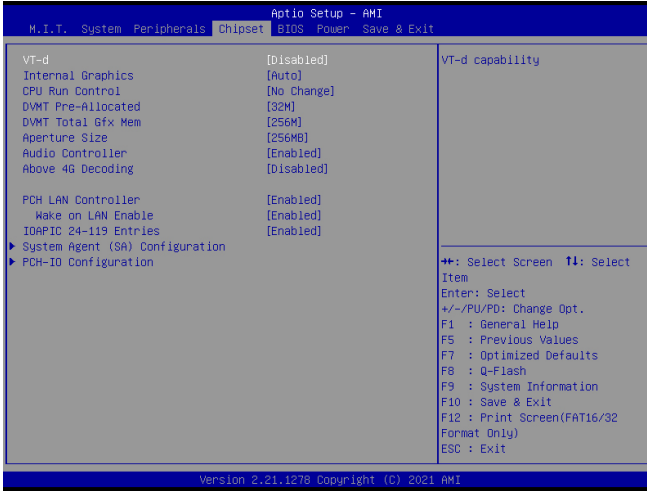 Aptio Setup - AMI
M.I.T. System Peripherals Chipset BIOS Power Save & Exit
VT-d [Disabled]
Internal Graphics [Auto]
CPU Run Control [No Change]
DVMT Pre-Allocated [32M]
DVMT Total Gfx Mem [256M]
Aperture Size [256MB]
Audio Controller [Enabled]
Above 4G Decoding [Disabled]
PCH LAN Controller [Enabled]
Wake on LAN Enable [Enabled]
IOAPIC 24-119 Entries [Enabled]
System Agent (SA) Configuration
PCH-IO Configuration
VT-d capability
→←: Select Screen ↑↓: Select
Item
Enter: Select
+/-/PU/PD: Change Opt.
F1 : General Help
F5 : Previous Values
F7 : Optimized Defaults
F8 : Q-Flash
F9 : System Information
F10 : Save & Exit
F12 : Print Screen(FAT16/32
Format Only)
ESC : Exit
Version 2.21.1278 Copyright (C) 2021 AMI